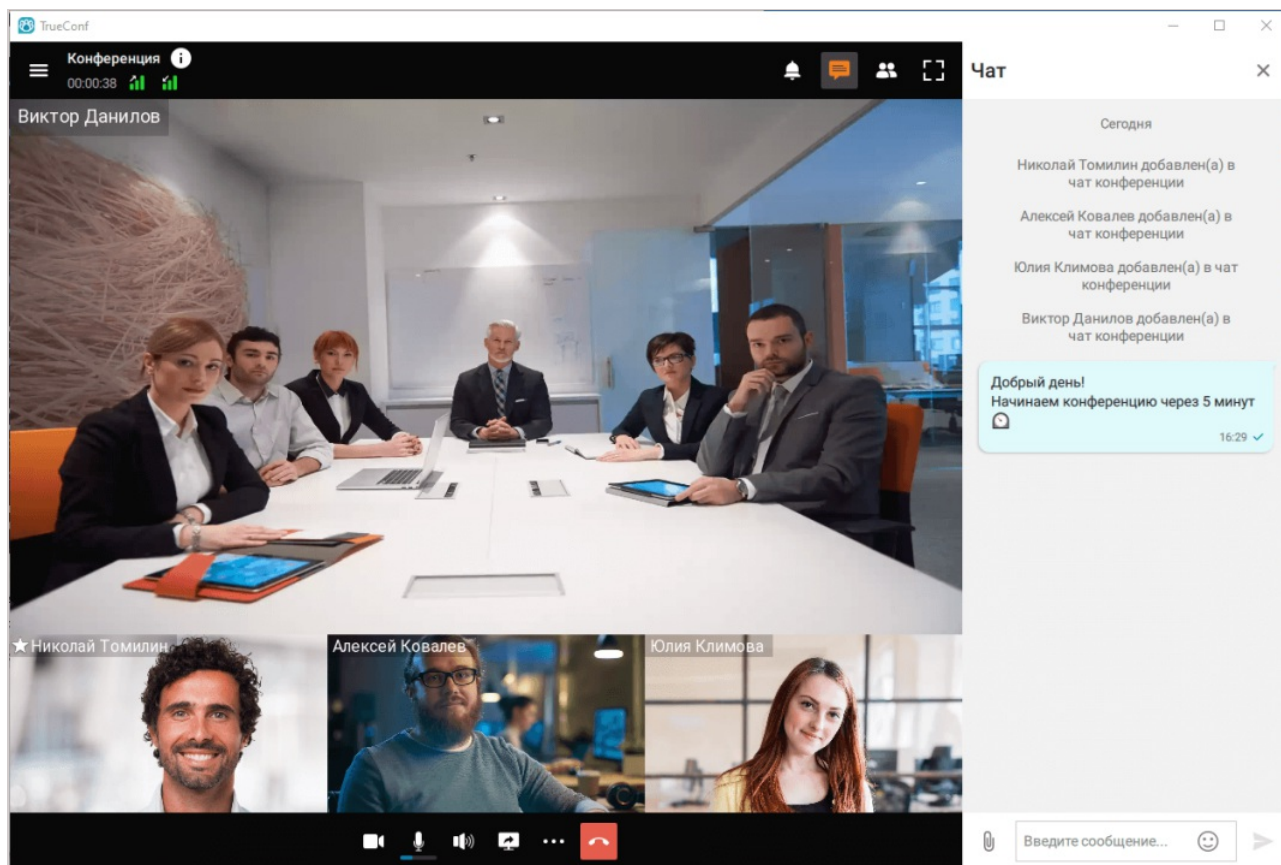 TrueConf
Конференция
00:00:38
Виктор Данилов
Николай Томилин
Алексей Ковалев
Юлия Климова
Чат
Сегодня
Николай Томилин добавлен(а) в
чат конференции
Алексей Ковалев добавлен(а) в
чат конференции
Юлия Климова добавлен(а) в чат
конференции
Виктор Данилов добавлен(а) в
чат конференции
Добрый день!
Начинаем конференцию через 5 минут
16:29
Введите сообщение...